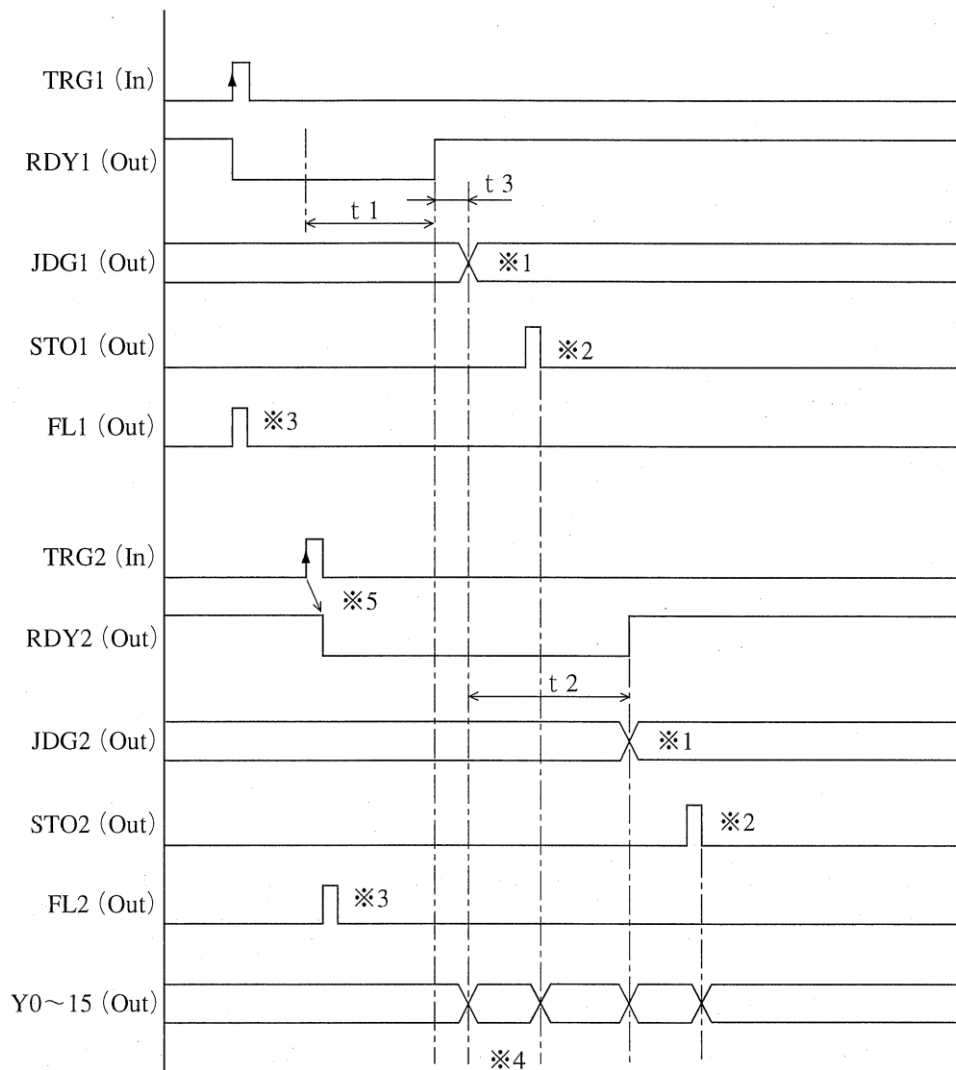 TRG1 (In)
RDY1 (Out)
t 3
t 1
JDG1 (Out)
※1
STO1 (Out)
※2
FL1 (Out)
※3
TRG2 (In)
※5
RDY2 (Out)
t 2
JDG2 (Out)
※1
STO2 (Out)
※2
FL2 (Out)
※3
Y0～15 (Out)
※4